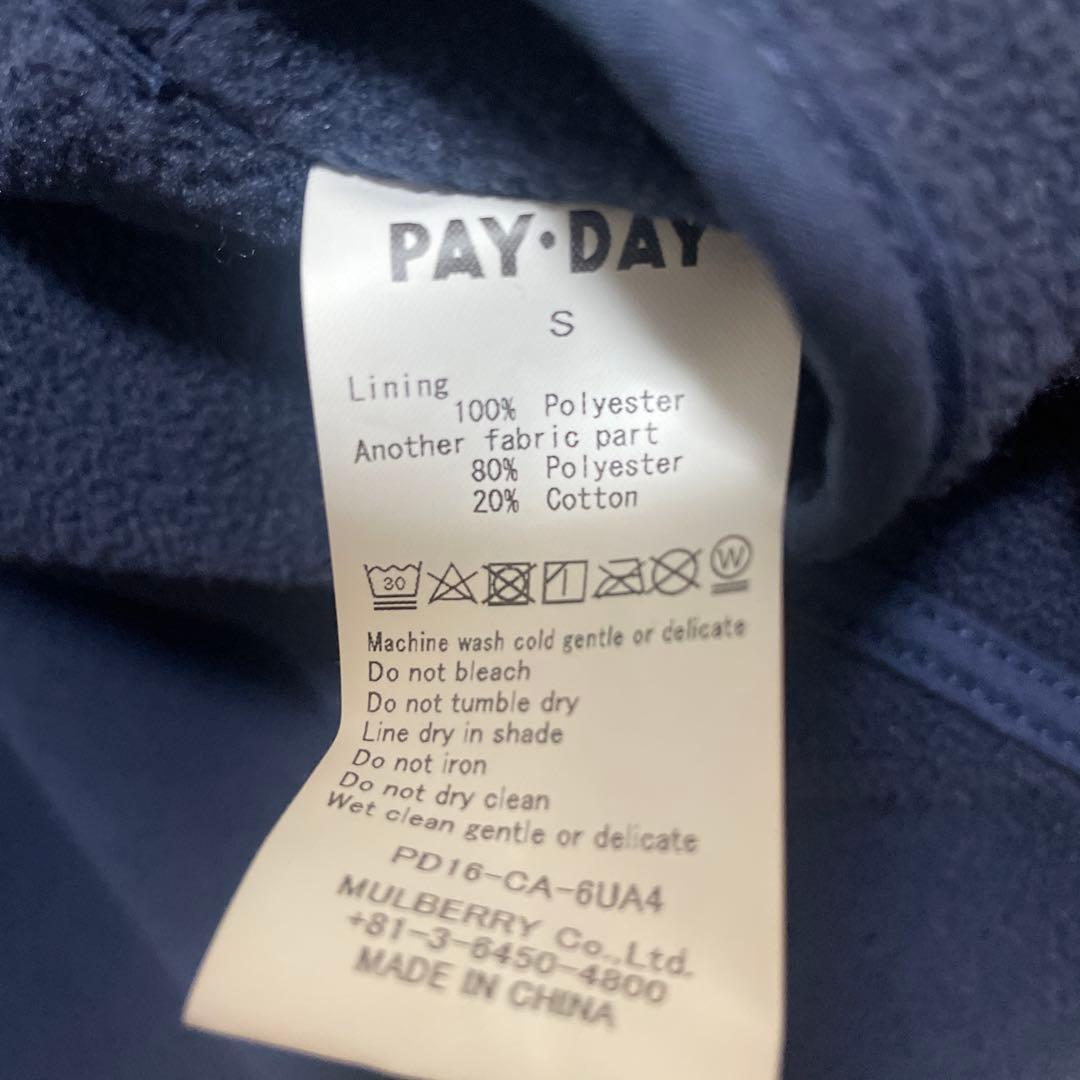 PAY·DAY
S
Lining
100% Polyester
Another fabric part
80% Polyester
20% Cotton
30 W
Machine wash cold gentle or delicate
Do not bleach
Do not tumble dry
Line dry in shade
Do not iron
Do not dry clean
Wet clean gentle or delicate
PD16-CA-6UA4
MULBERRY Co.,Ltd.
+81-3-6450-4800
MADE IN CHINA